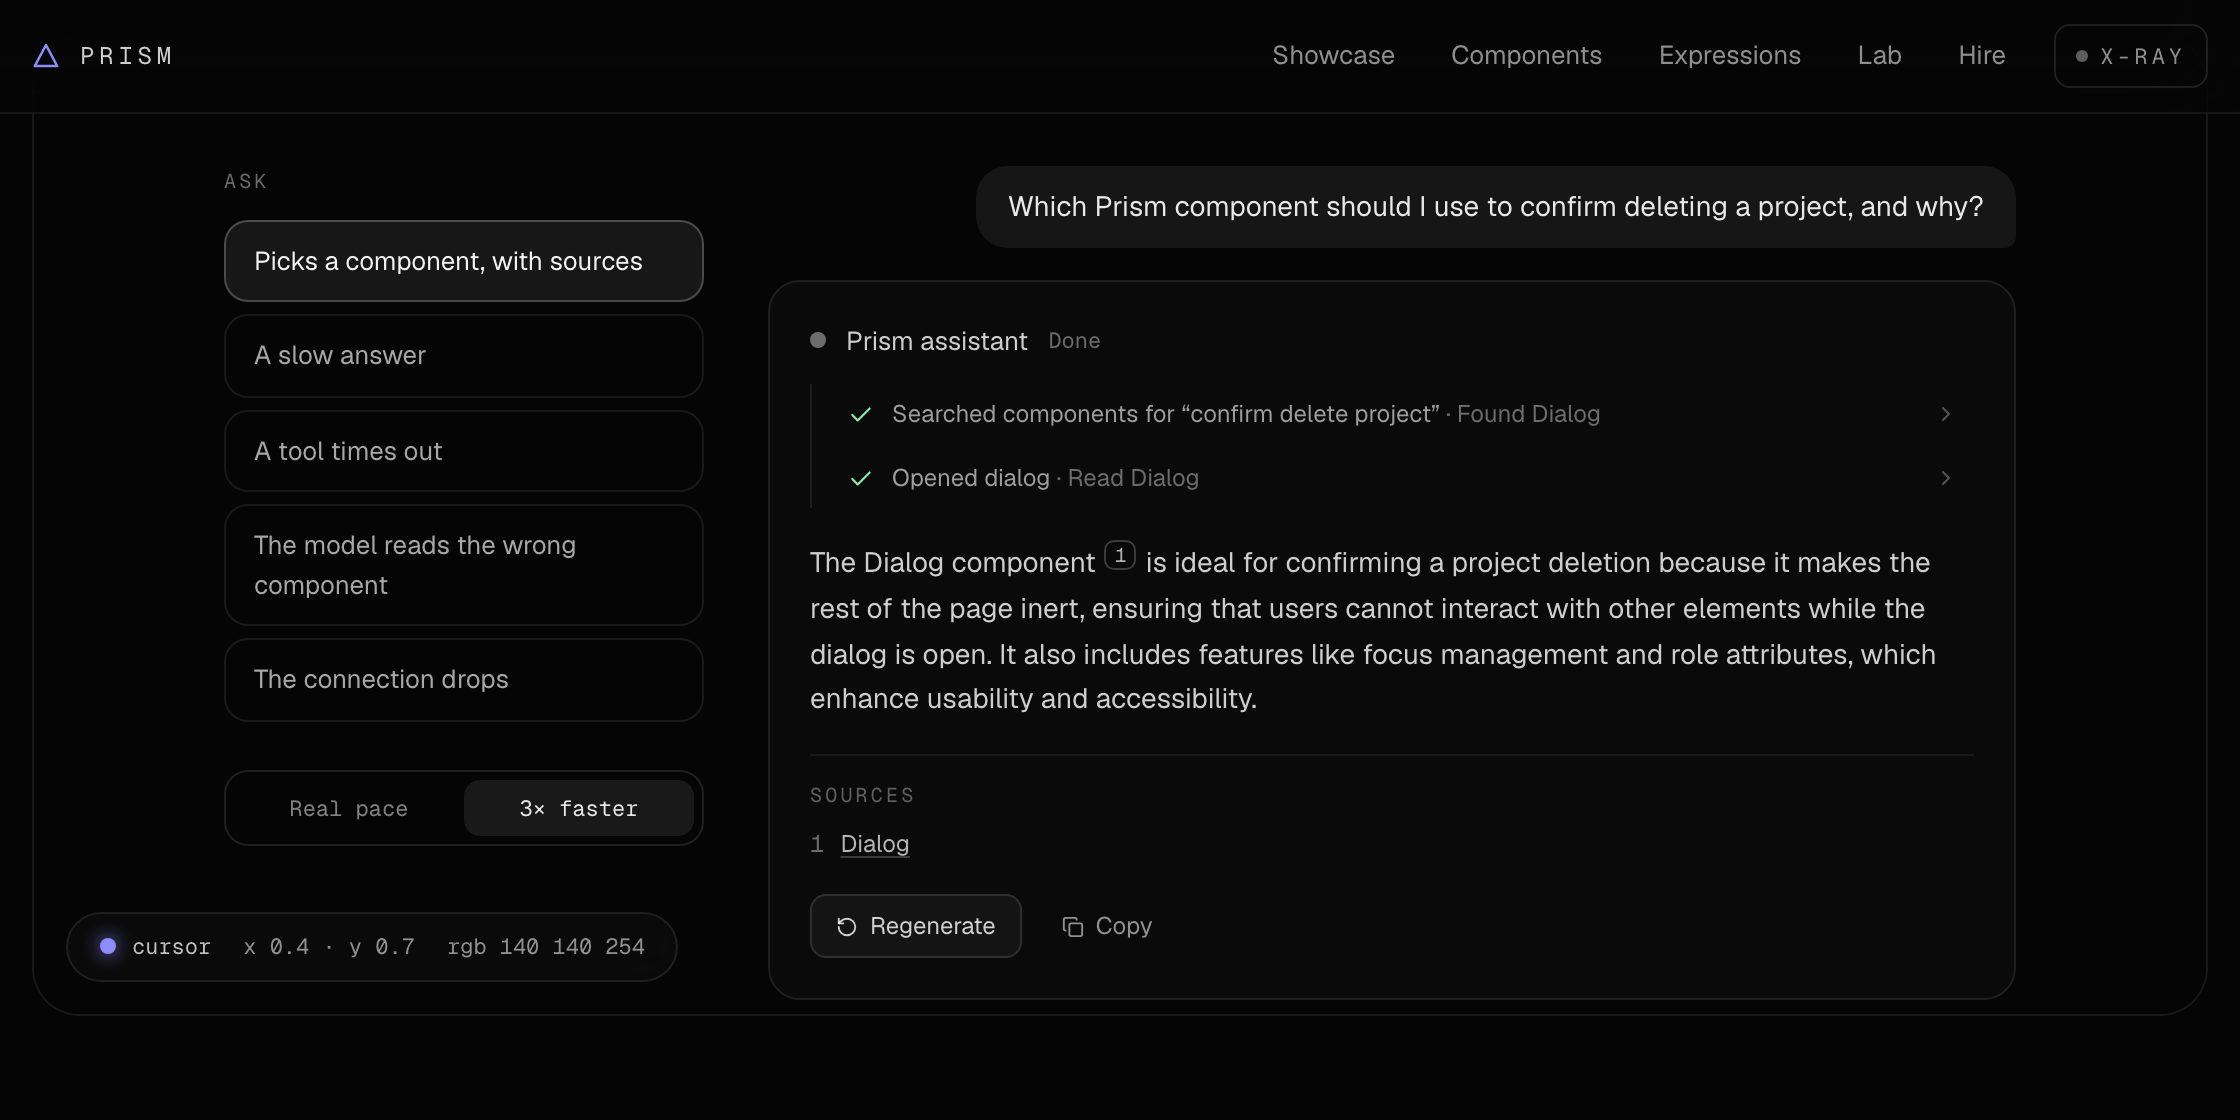 PRISM
Showcase
Components
Expressions
Lab
Hire
X-RAY
ASK
Picks a component, with sources
A slow answer
A tool times out
The model reads the wrong
component
The connection drops
Real pace
3× faster
cursor x 0.4 · y 0.7 rgb 140 140 254
Which Prism component should I use to confirm deleting a project, and why?
Prism assistant Done
Searched components for “confirm delete project” · Found Dialog
Opened dialog · Read Dialog
The Dialog component 1 is ideal for confirming a project deletion because it makes the
rest of the page inert, ensuring that users cannot interact with other elements while the
dialog is open. It also includes features like focus management and role attributes, which
enhance usability and accessibility.
SOURCES
1 Dialog
Regenerate
Copy